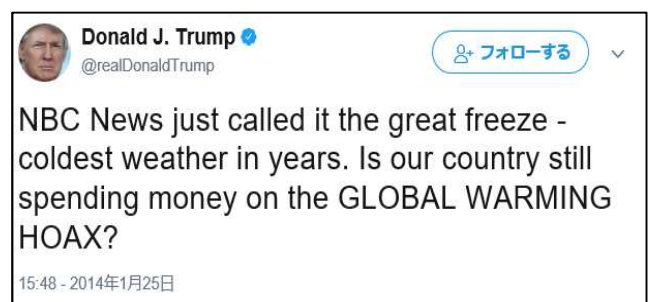 Donald J. Trump
@realDonaldTrump
フォローする
NBC News just called it the great freeze -
coldest weather in years. Is our country still
spending money on the GLOBAL WARMING
HOAX?
15:48 - 2014年1月25日